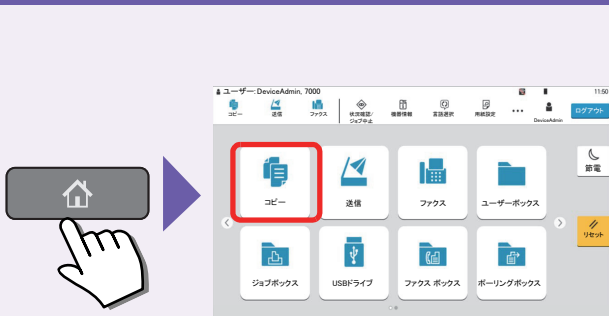 ユーザー: DeviceAdmin, 7000
11:50
コピー 送信 ファクス 状況確認/ジョブ中止 機器情報 言語選択 用紙設定 DeviceAdmin ログアウト
コピー 送信 ファクス ユーザーボックス
節電
リセット
ジョブボックス USBドライブ ファクス ボックス ポーリングボックス